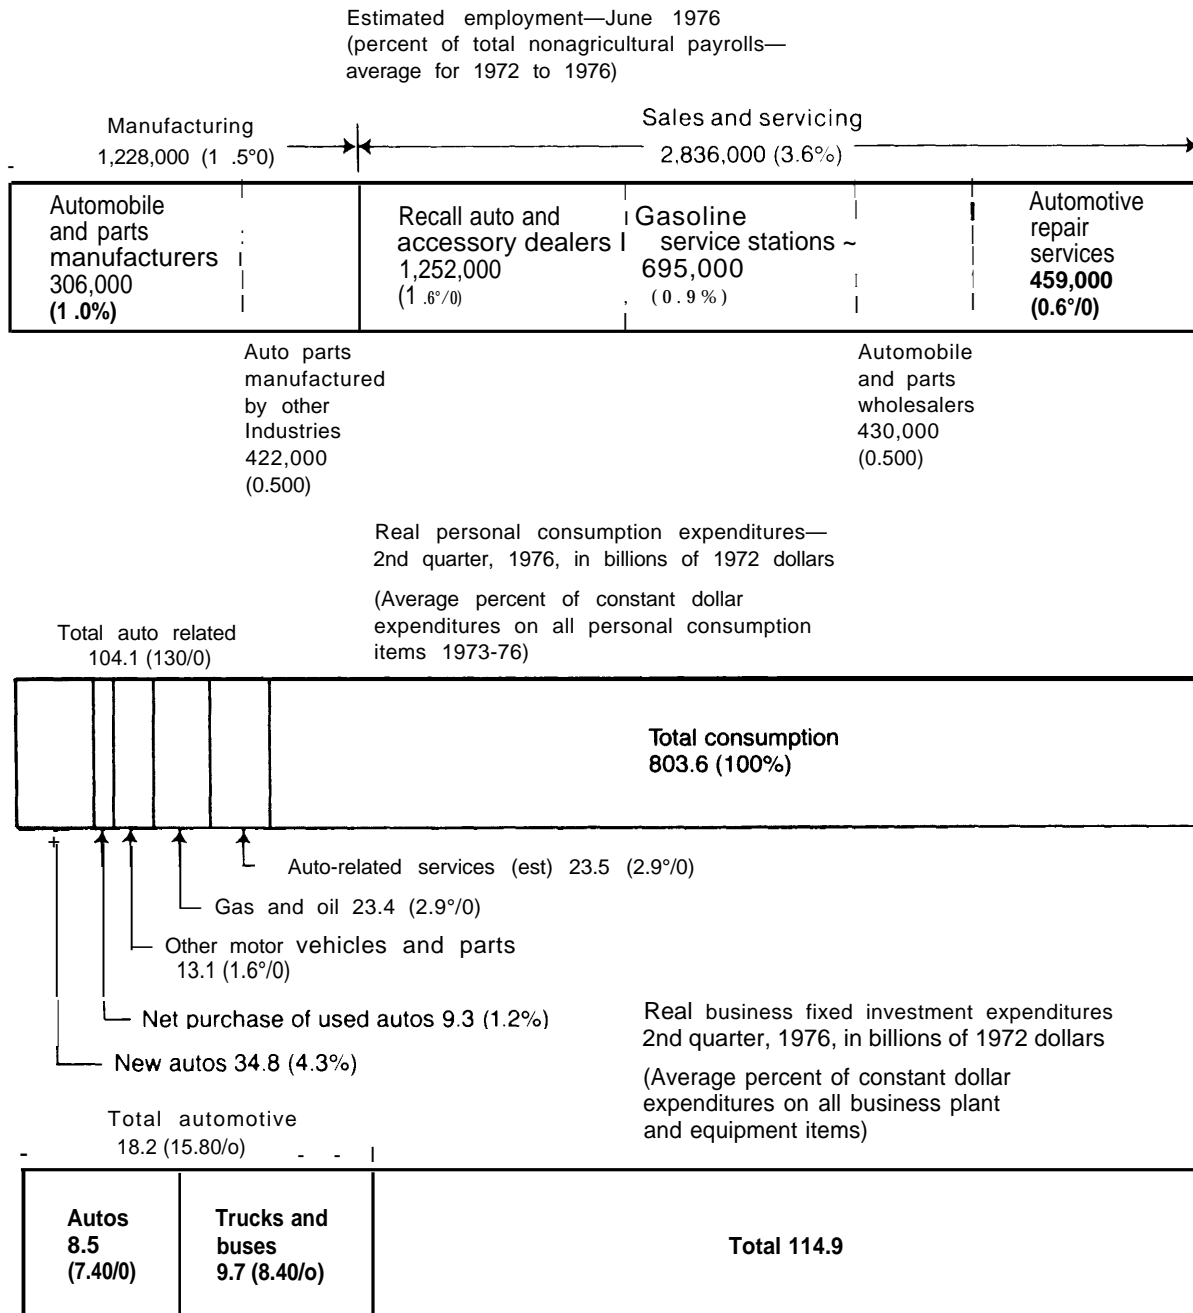 Estimated employment—June 1976
(percent of total nonagricultural payrolls—
average for 1972 to 1976)
Manufacturing
1,228,000 (1 .5°0)
Sales and servicing
2,836,000 (3.6%)
Automobile
and parts
manufacturers
306,000
(1 .0%)
Recall auto and
accessory dealers
1,252,000
(1 .6°/0)
Gasoline
service stations ~
695,000
(0.9%)
Automotive
repair
services
459,000
(0.6°/0)
Auto parts
manufactured
by other
Industries
422,000
(0.500)
Automobile
and parts
wholesalers
430,000
(0.500)
Real personal consumption expenditures—
2nd quarter, 1976, in billions of 1972 dollars
(Average percent of constant dollar
expenditures on all personal consumption
items 1973-76)
Total auto related
104.1 (130/0)
Total consumption
803.6 (100%)
Auto-related services (est) 23.5 (2.9°/0)
Gas and oil 23.4 (2.9°/0)
Other motor vehicles and parts
13.1 (1.6°/0)
Net purchase of used autos 9.3 (1.2%)
New autos 34.8 (4.3%)
Real business fixed investment expenditures
2nd quarter, 1976, in billions of 1972 dollars
(Average percent of constant dollar
expenditures on all business plant
and equipment items)
Total automotive
18.2 (15.80/o)
Autos
8.5
(7.40/0)
Trucks and
buses
9.7 (8.40/o)
Total 114.9